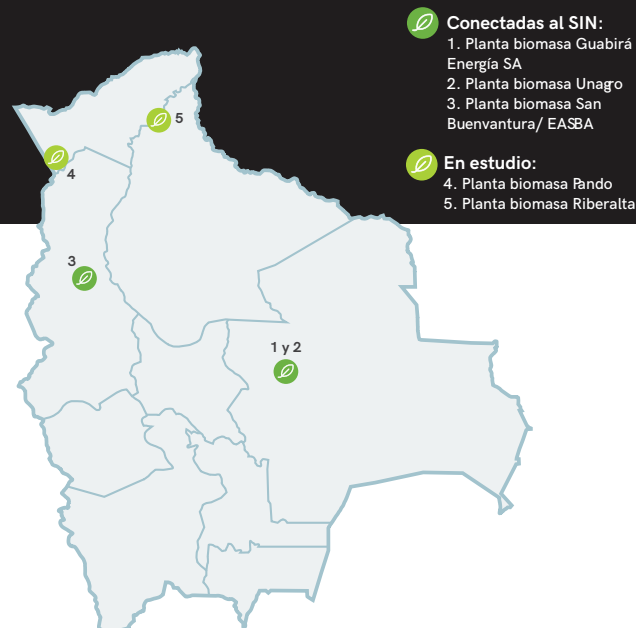 Conectadas al SIN:
1. Planta biomasa Guabirá
Energía SA
2. Planta biomasa Unagro
3. Planta biomasa San
Buenvantura/ EASBA
En estudio:
4. Planta biomasa Pando
5. Planta biomasa Riberalta
5
4
3
1 y 2